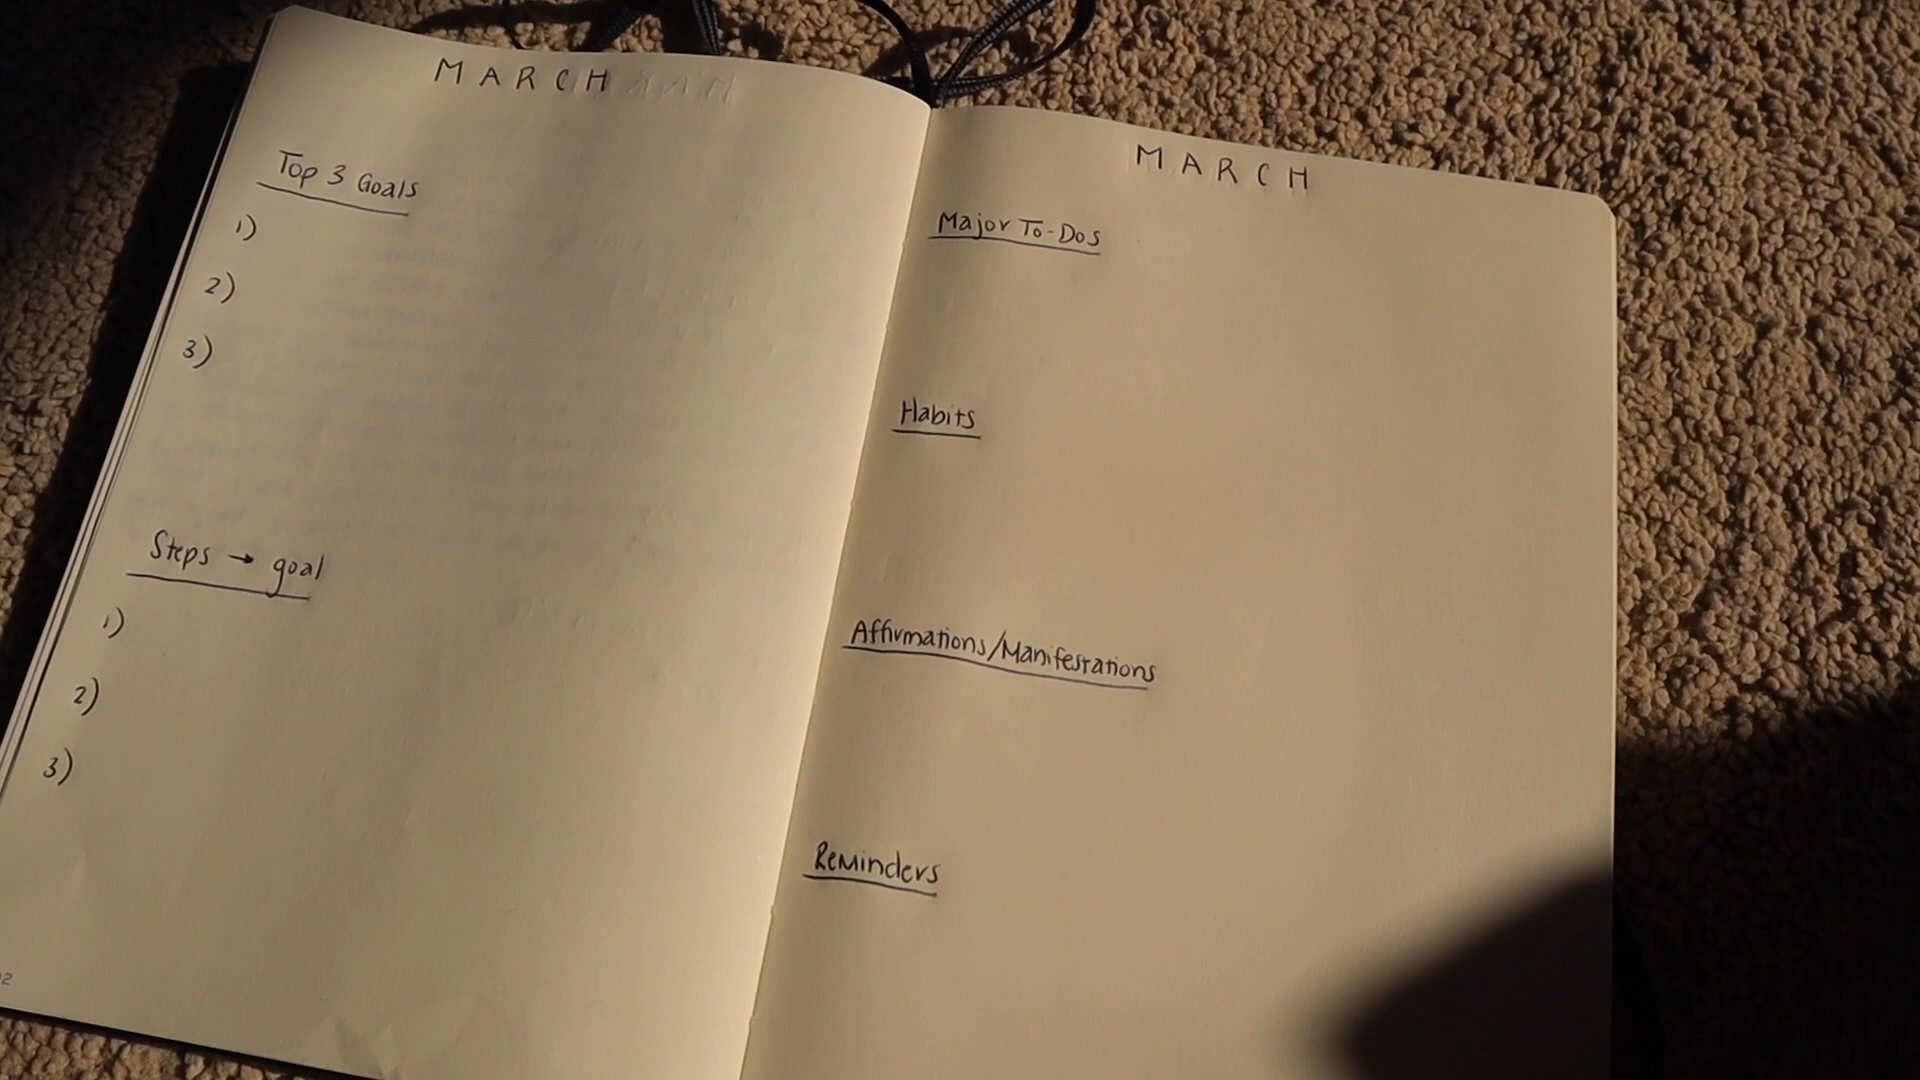 MARCH
Top 3 Goals
1)
2)
3)
Steps → goal
1)
2)
3)
MARCH
Major To-Dos
Habits
Affirmations/Manifestations
Reminders